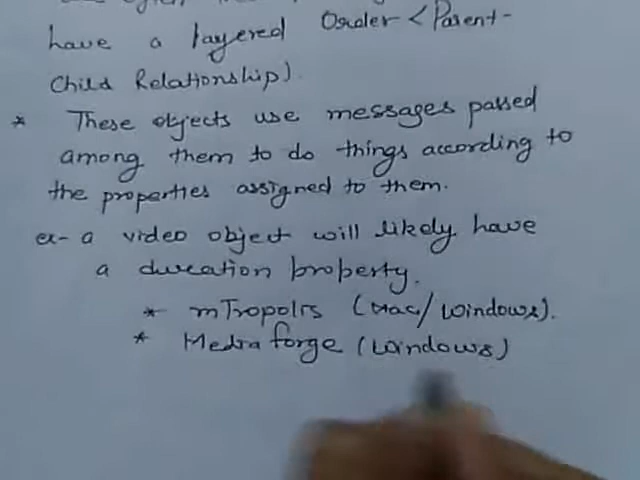 have a layered Order < Parent-
Child Relationship).
* These objects use messages passed
among them to do things according to
the properties assigned to them.
ex- a video object will likely have
a duration property.
* mTropolis (Mac/Windows).
* Media forge (Windows)